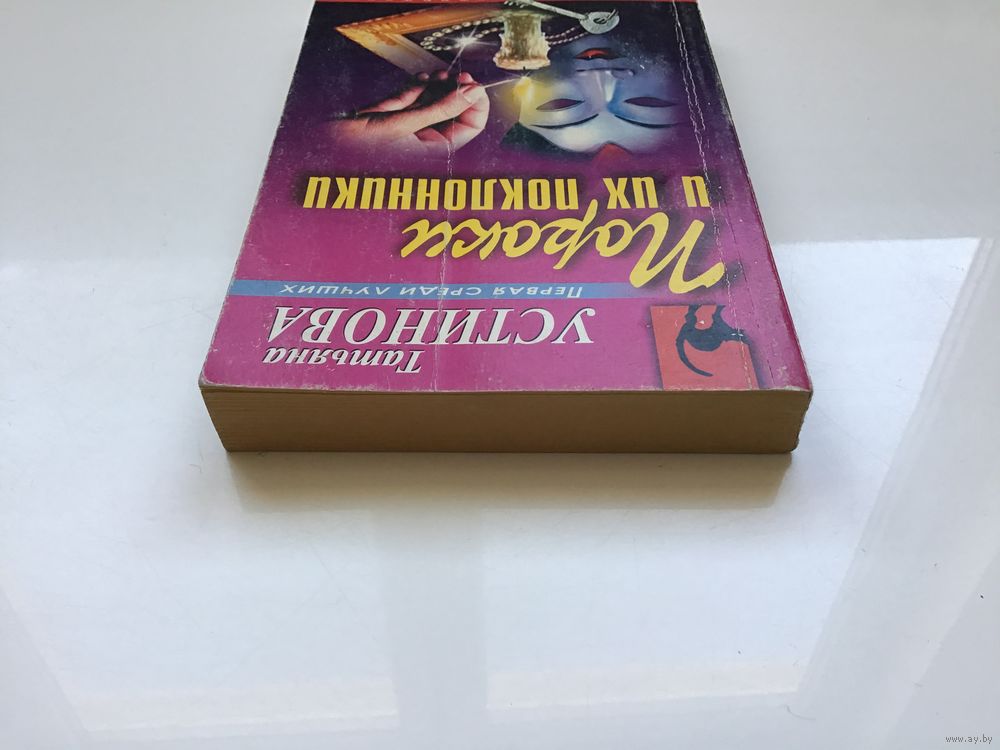 Татьяна
УСТИНОВА
ПЕРВАЯ СРЕДИ ЛУЧШИХ
Пороки
и их поклонники
www.ay.by